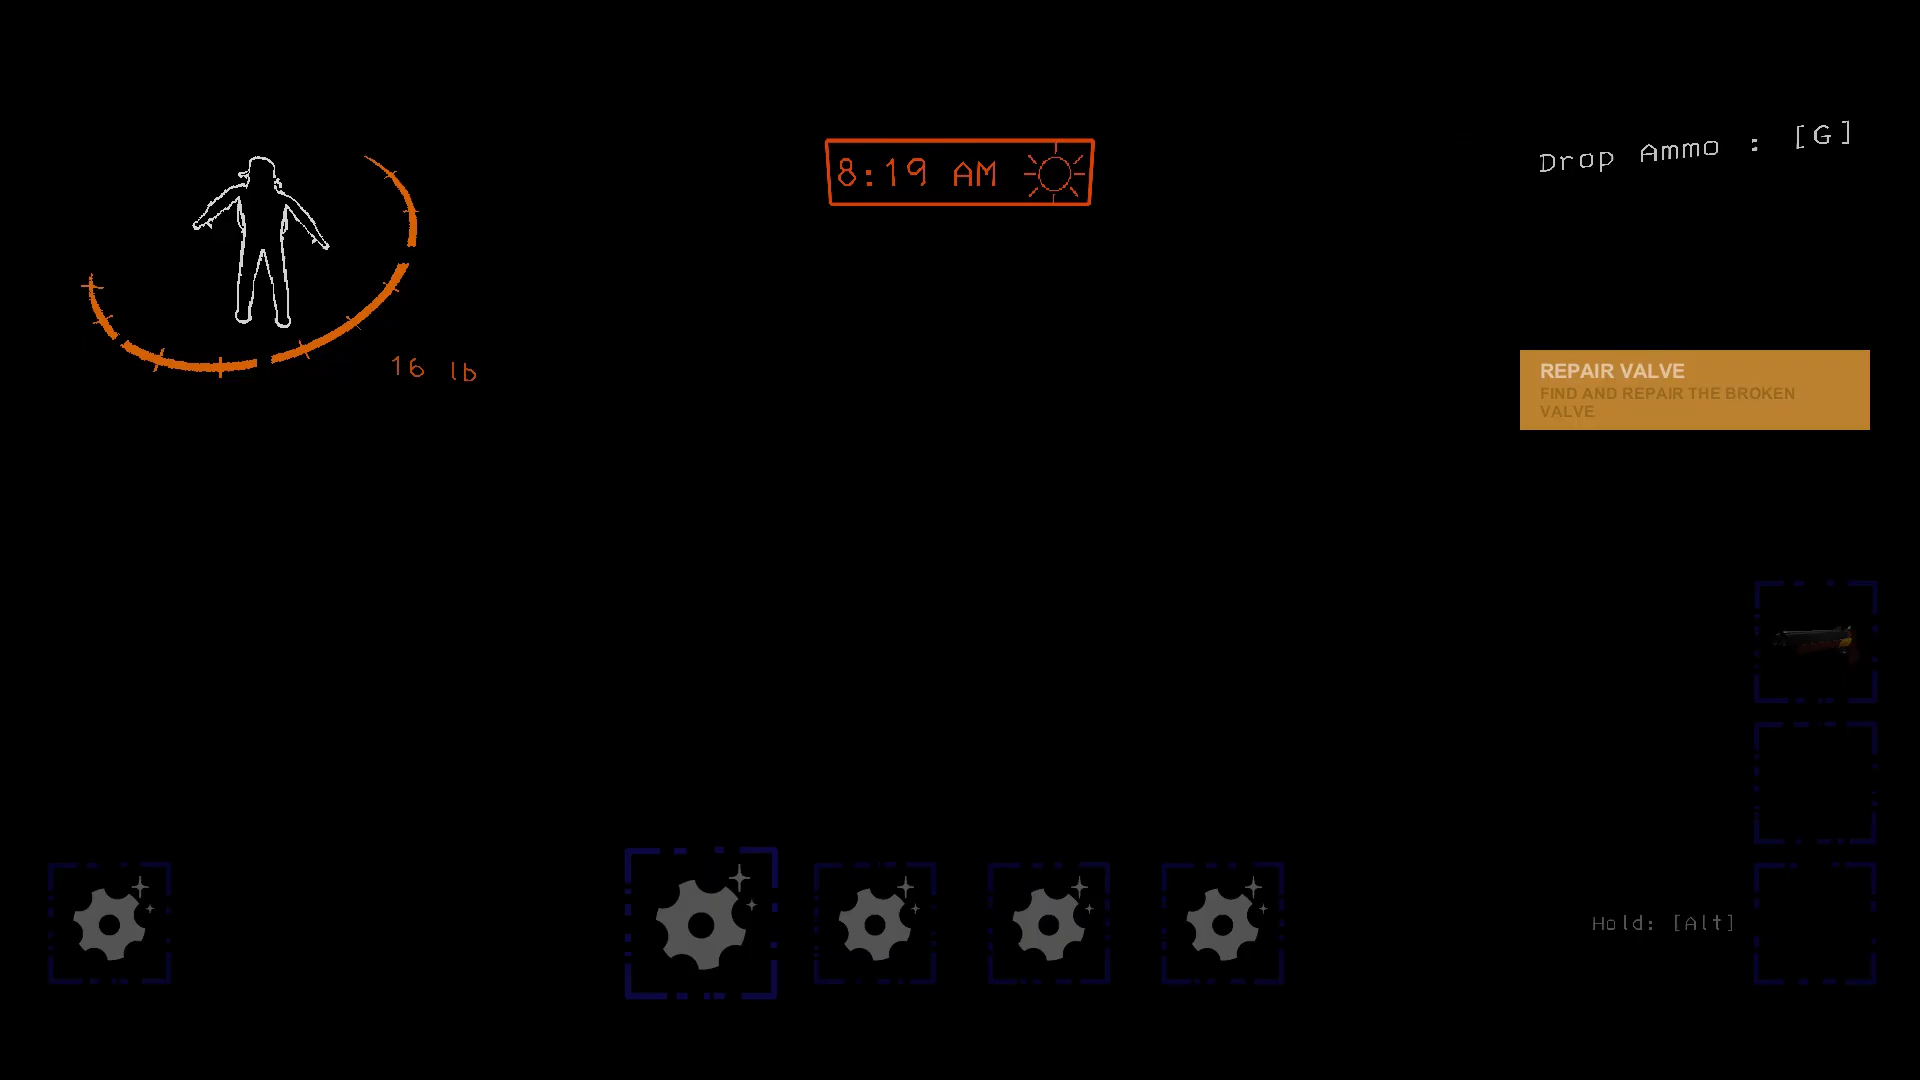 8:19 AM
Drop Ammo : [G]
16 lb
REPAIR VALVE
FIND AND REPAIR THE BROKEN
VALVE
Hold: [Alt]